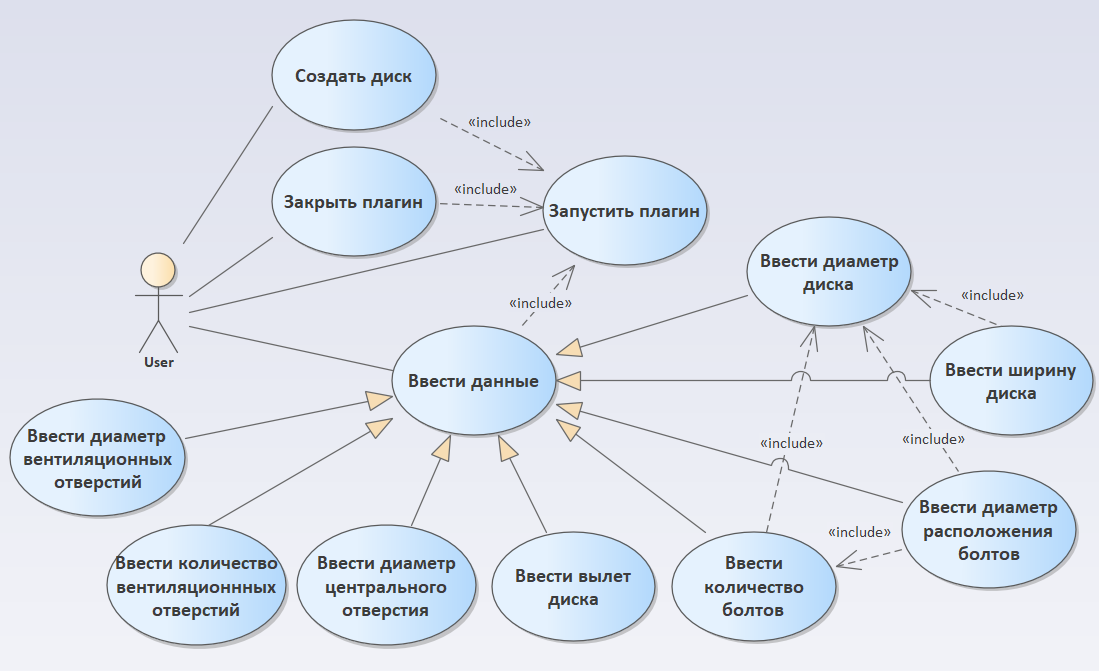 Создать диск
«include»
Закрыть плагин
«include»
Запустить плагин
Ввести диаметр
диска
«include»
«include»
User
Ввести данные
Ввести ширину
диска
Ввести диаметр
вентиляционных
отверстий
«include»
«include»
Ввести диаметр
расположения
болтов
«include»
Ввести количество
вентиляционнных
отверстий
Ввести диаметр
центрального
отверстия
Ввести вылет
диска
Ввести
количество
болтов